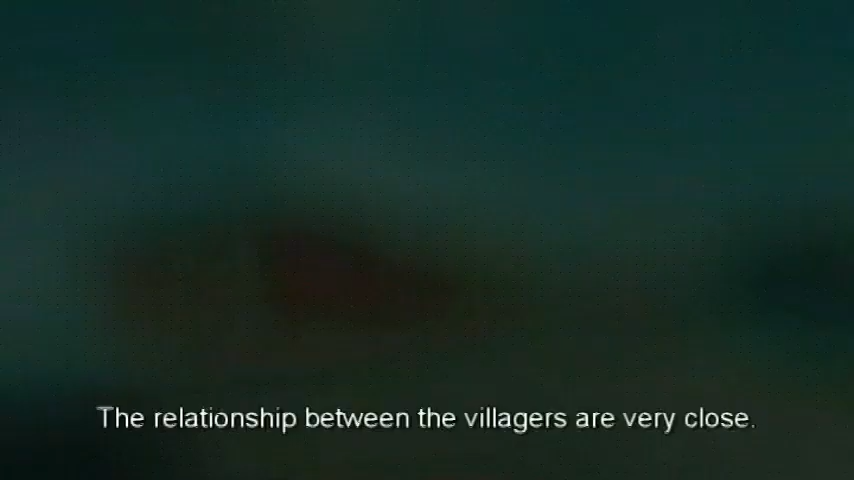 The relationship between the villagers are very close.